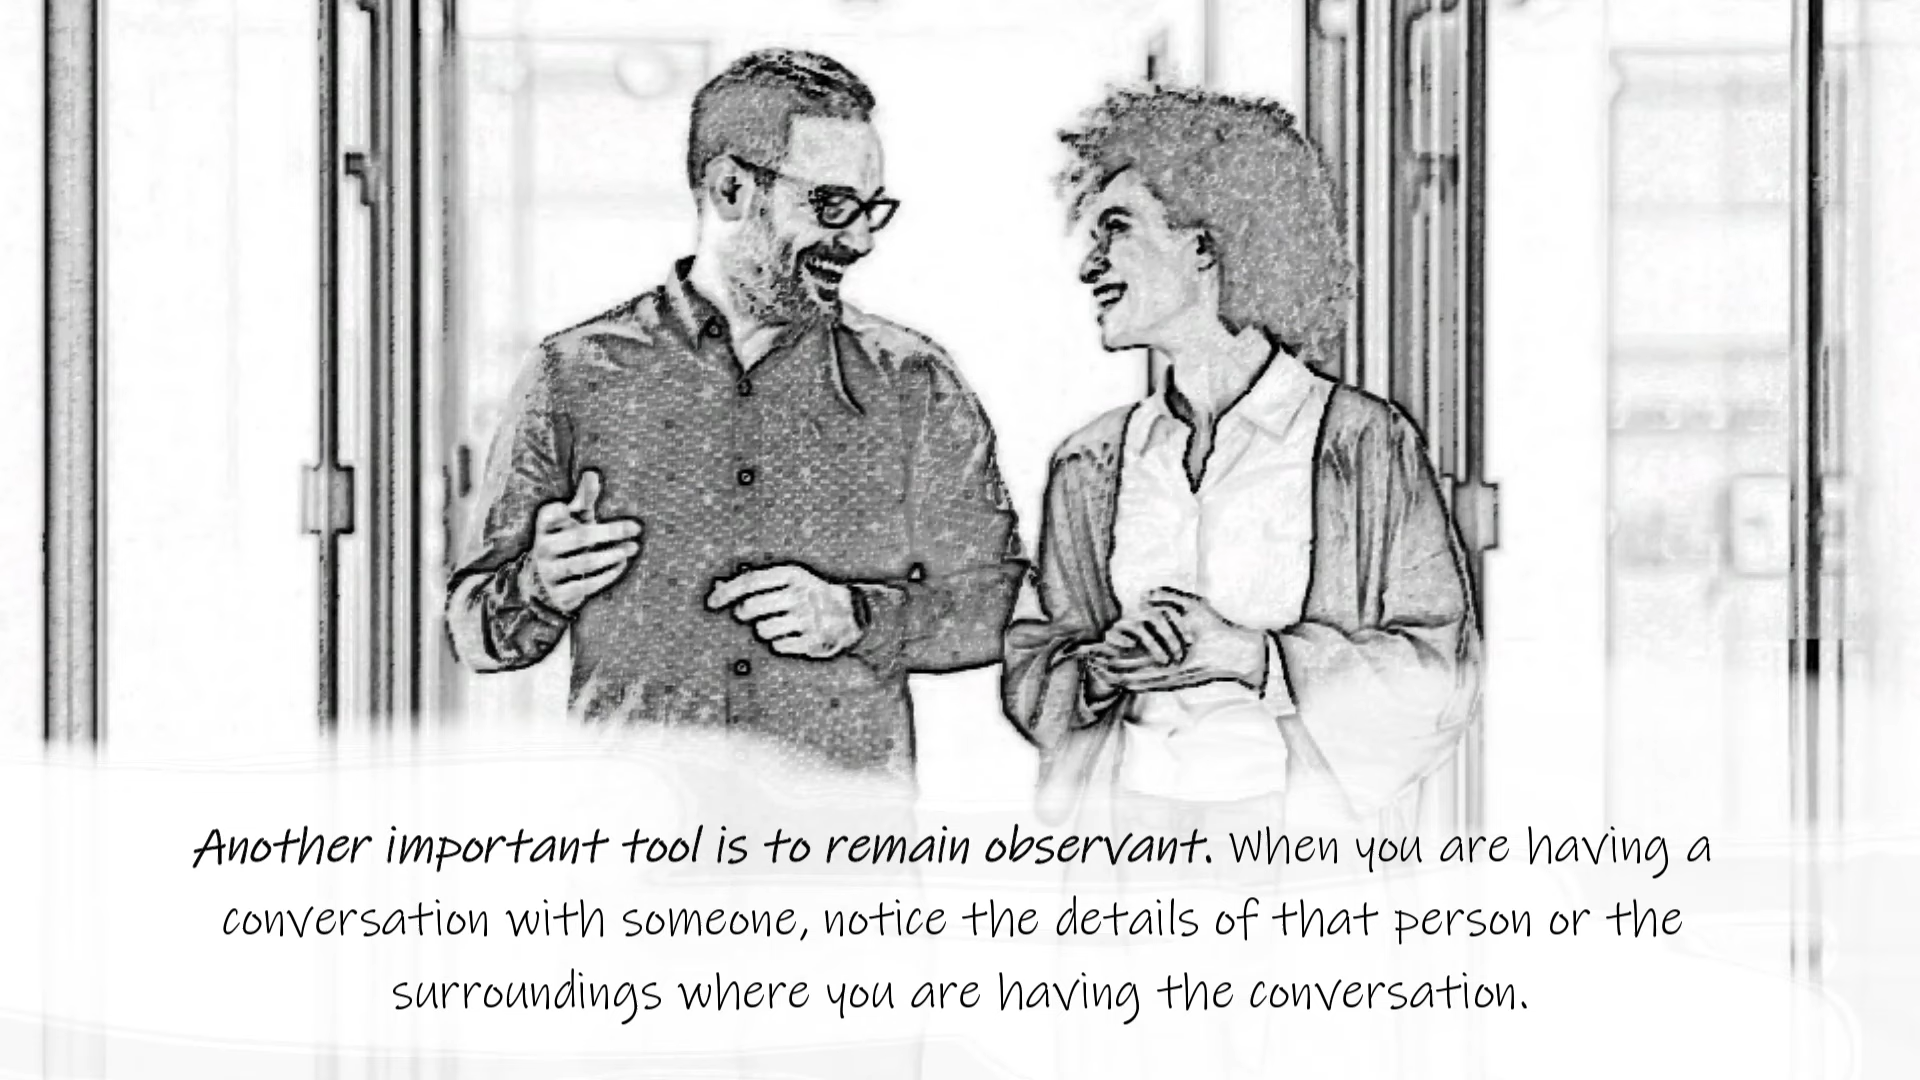 Another important tool is to remain observant. When you are having a
conversation with someone, notice the details of that person or the
surroundings where you are having the conversation.